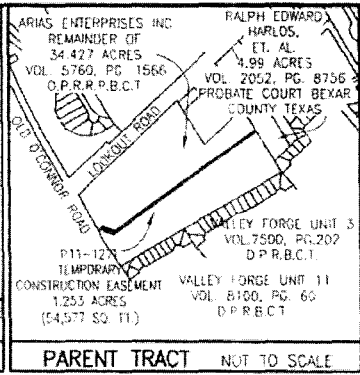 ARIAS ENTERPRISES INC
REMAINDER OF
34.427 ACRES
VOL. 5760, PG. 1566
O.P.R.R.P.B.C.T
RALPH EDWARD
HARLOS,
ET. AL.
4.99 ACRES
VOL. 2052, PG. 8756
PROBATE COURT BEXAR
COUNTY TEXAS
LOOKOUT ROAD
OLD O'CONNOR ROAD
P11-127
TEMPORARY
CONSTRUCTION EASEMENT
1.253 ACRES
(54,577 SQ. FT.)
VALLEY FORGE UNIT 3
VOL.7500, PG.202
D.P.R.B.C.T.
VALLEY FORGE UNIT 11
VOL. 8100, PG. 60
D.P.R.B.C.T
PARENT TRACT NOT TO SCALE